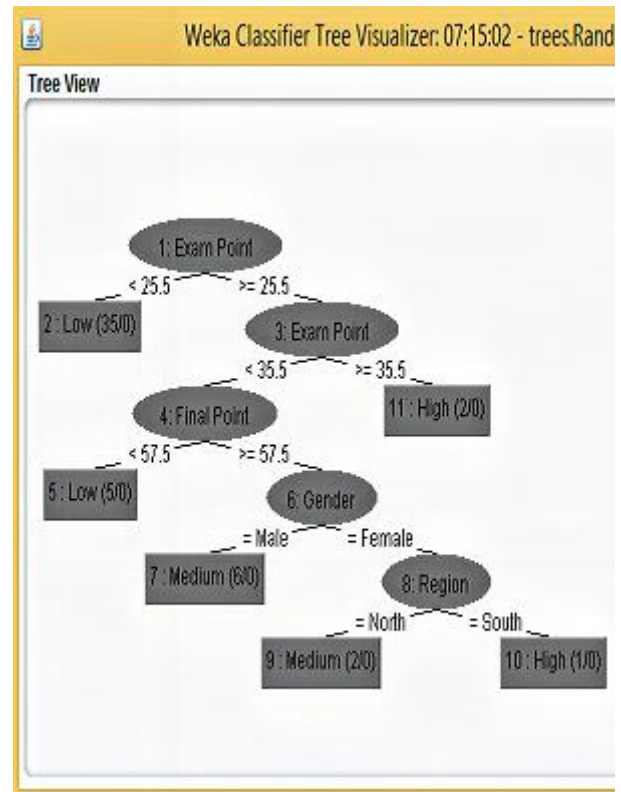 Weka Classifier Tree Visualizer: 07:15:02 - trees.Rand
Tree View
1: Exam Point
< 25.5 >= 25.5
2 : Low (35/0)
3: Exam Point
< 35.5 >= 35.5
4: Final Point
11 : High (2/0)
< 57.5 >= 57.5
5 : Low (5/0)
6: Gender
= Male = Female
7 : Medium (6/0)
8: Region
= North = South
9 : Medium (2/0)
10 : High (1/0)